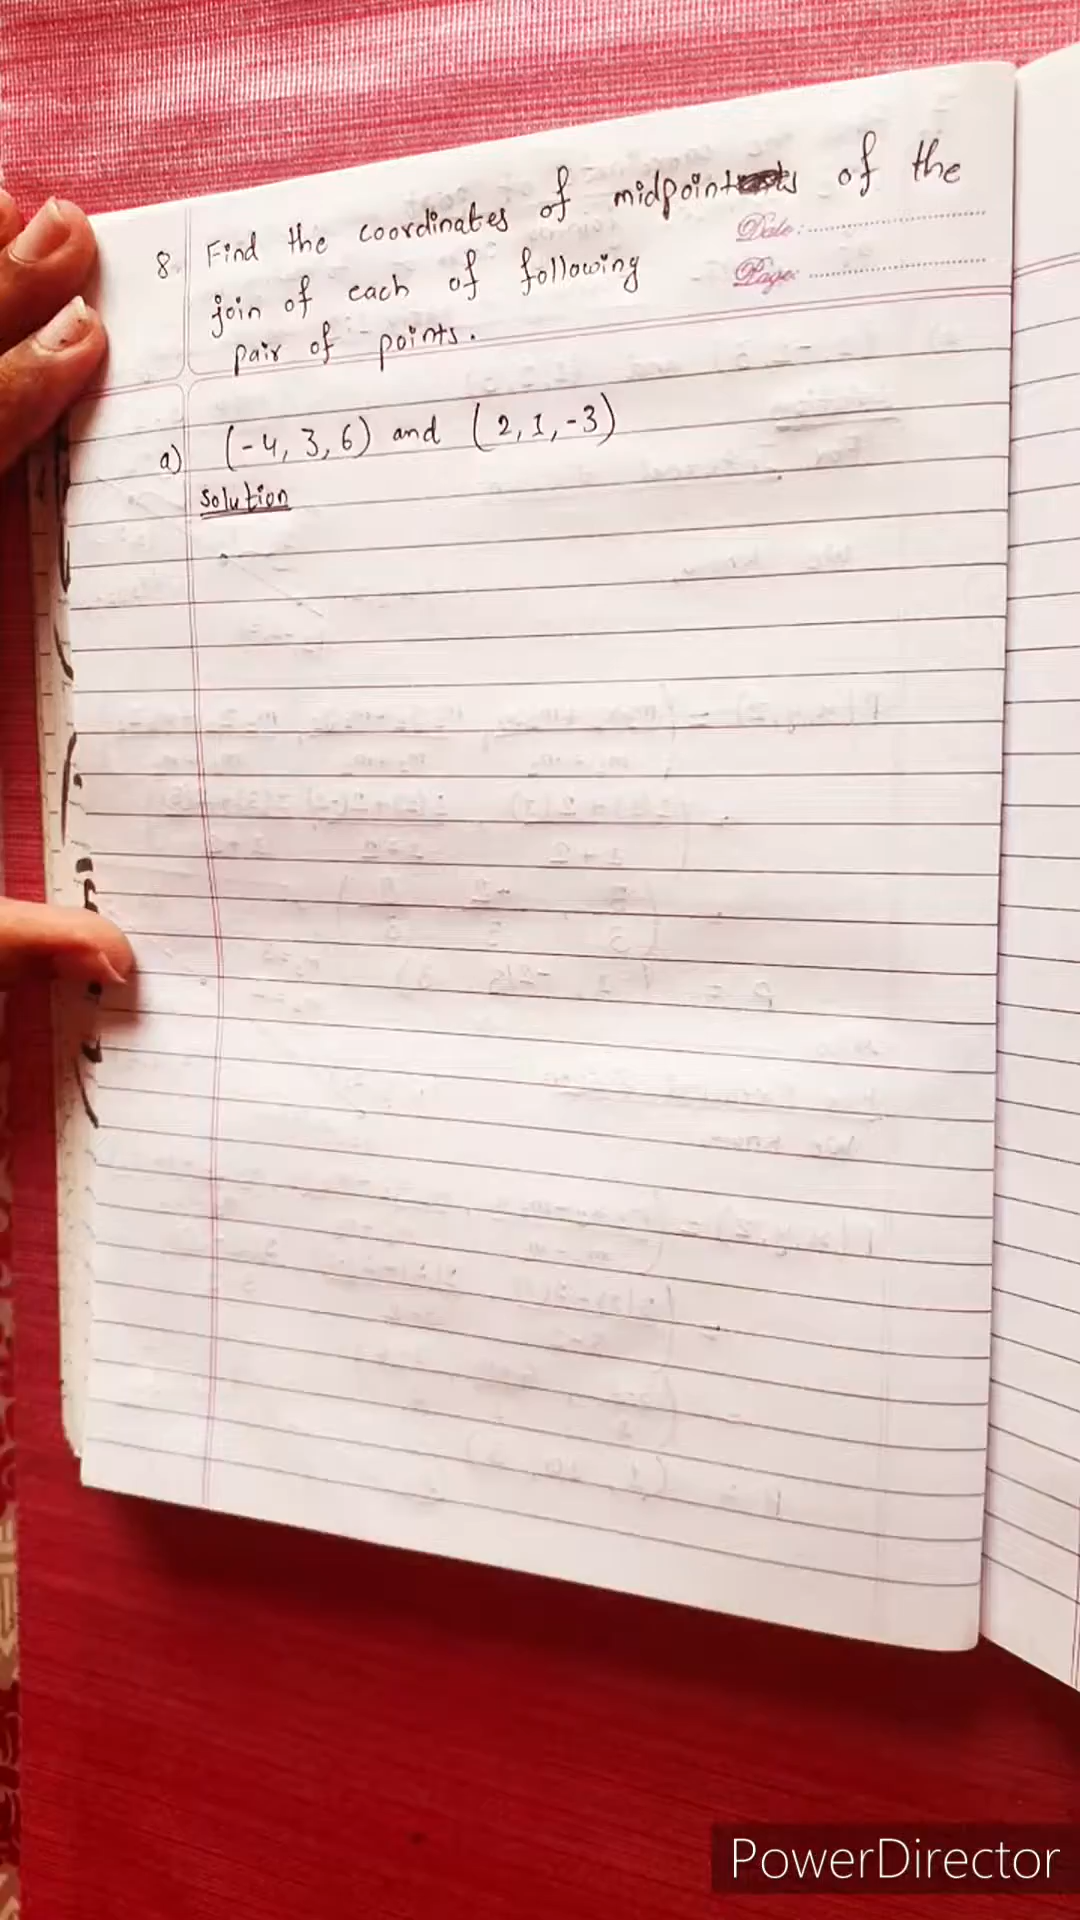 8. Find the coordinates of midpoints of the
Date:
join of each of following
Page:
pair of points.
a) (-4, 3, 6) and (2, 1, -3)
Solution
PowerDirector